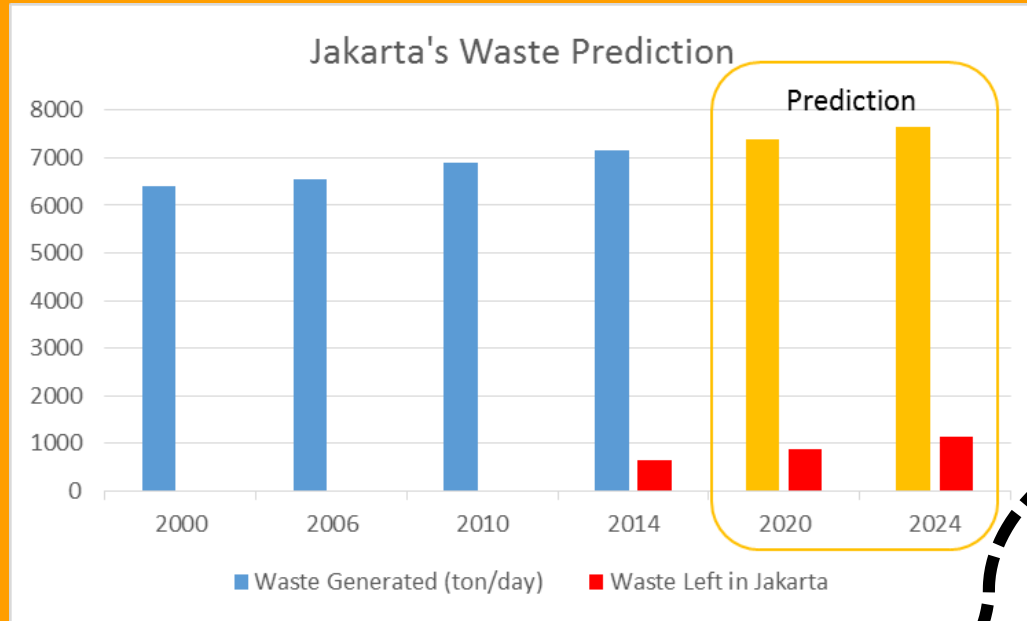 Jakarta's Waste Prediction
Prediction
8000
7000
6000
5000
4000
3000
2000
1000
0
2000 2006 2010 2014 2020 2024
Waste Generated (ton/day) Waste Left in Jakarta